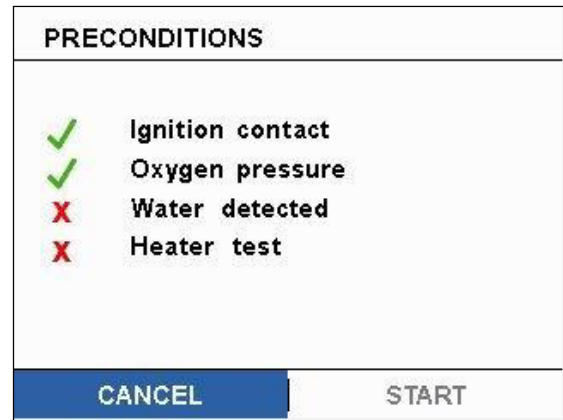 PRECONDITIONS
Ignition contact
Oxygen pressure
X Water detected
X Heater test
CANCEL
START